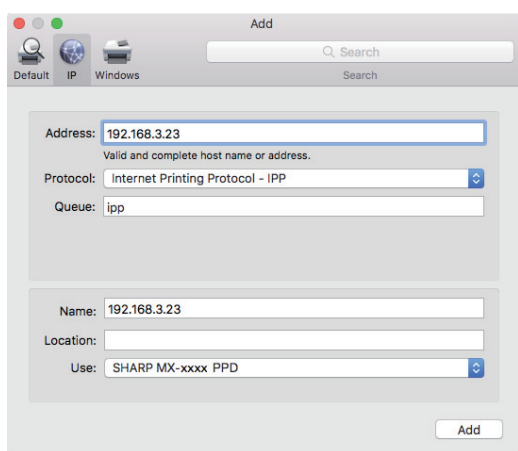 Add
Search
Default IP Windows Search
Address: 192.168.3.23
Valid and complete host name or address.
Protocol: Internet Printing Protocol - IPP
Queue: ipp
Name: 192.168.3.23
Location:
Use: SHARP MX-xxxx PPD
Add